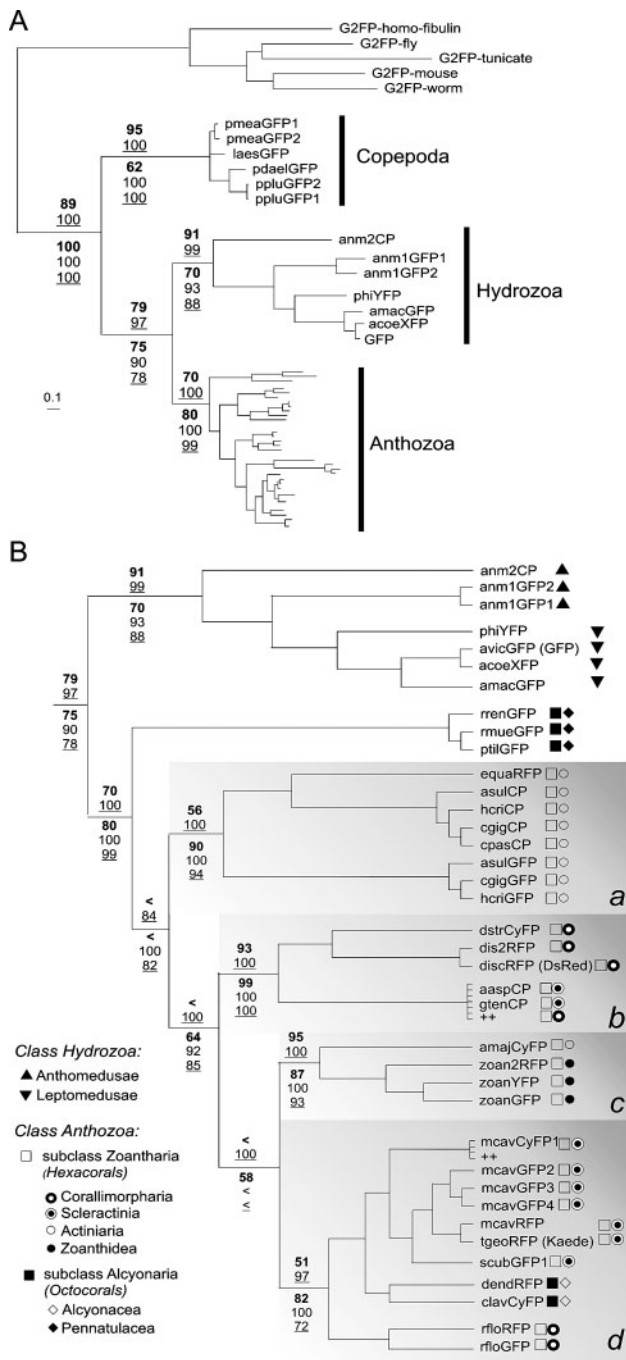 A
G2FP-homo-fibulin
G2FP-fly
G2FP-tunicate
G2FP-mouse
G2FP-worm
95
100
62
100
100
pmeaGFP1
pmeaGFP2
laesGFP
pdaelGFP
ppluGFP2
ppluGFP1
Copepoda
89
100
100
100
100
91
99
70
93
88
anm2CP
anm1GFP1
anm1GFP2
phiYFP
amacGFP
acoeXFP
GFP
Hydrozoa
79
97
75
90
78
70
100
80
100
99
Anthozoa
0.1
B
91
99
70
93
88
anm2CP
anm1GFP2
anm1GFP1
phiYFP
avicGFP (GFP)
acoeXFP
amacGFP
79
97
75
90
78
rrenGFP
rmueGFP
ptilGFP
70
100
80
100
99
56
100
90
100
94
equaRFP
asulCP
hcriCP
cgigCP
cpasCP
asulGFP
cgigGFP
hcriGFP
a
<
84
<
100
82
93
100
99
100
100
dstrCyFP
dis2RFP
discRFP (DsRed)
aaspCP
gtenCP
++
b
<
100
64
92
85
95
100
87
100
93
amajCyFP
zoan2RFP
zoanYFP
zoanGFP
c
<
100
58
<
<
mcavCyFP1
++
mcavGFP2
mcavGFP3
mcavGFP4
mcavRFP
tgeoRFP (Kaede)
scubGFP1
dendRFP
clavCyFP
rfloRFP
rfloGFP
d
51
97
82
100
72
Class Hydrozoa:
Anthomedusae
Leptomedusae
Class Anthozoa:
subclass Zoantharia
(Hexacorals)
Corallimorpharia
Scleractinia
Actiniaria
Zoanthidea
subclass Alcyonaria
(Octocorals)
Alcyonacea
Pennatulacea